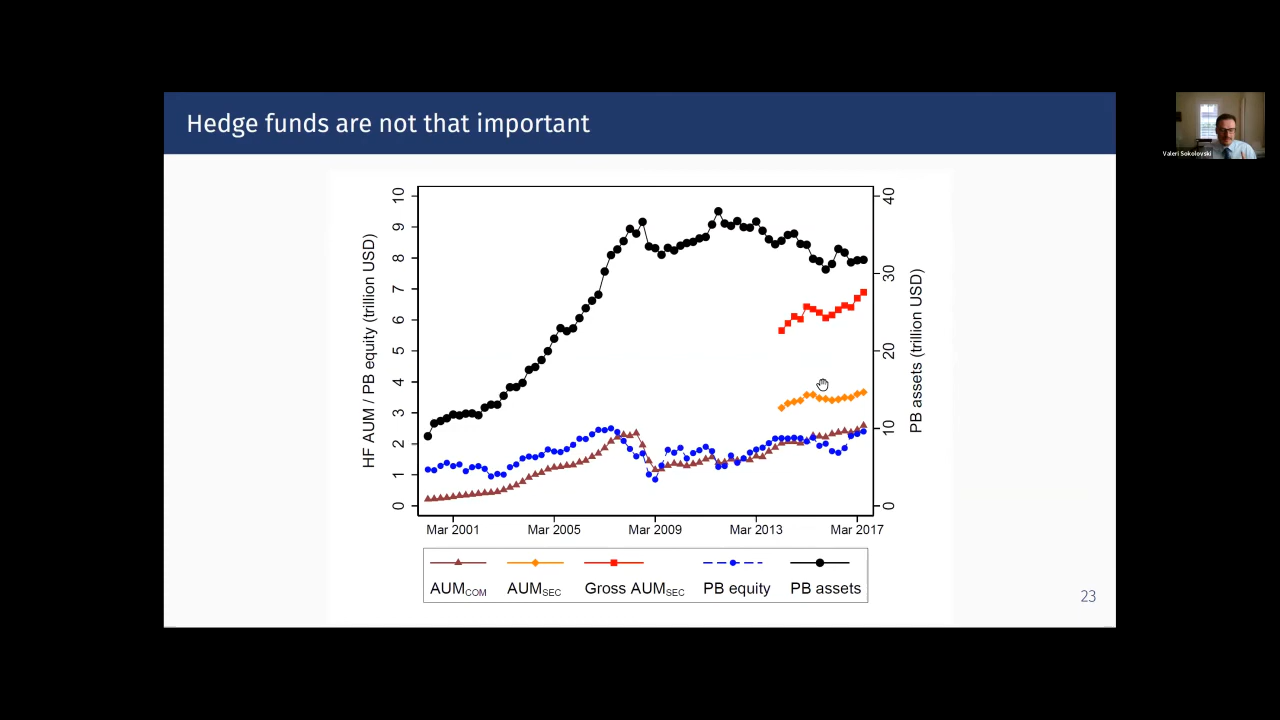 Hedge funds are not that important
Valeri Sokolovski
HF AUM / PB equity (trillion USD)
0 1 2 3 4 5 6 7 8 9 10
PB assets (trillion USD)
0 10 20 30 40
Mar 2001 Mar 2005 Mar 2009 Mar 2013 Mar 2017
AUMCOM AUMSEC Gross AUMSEC PB equity PB assets
23